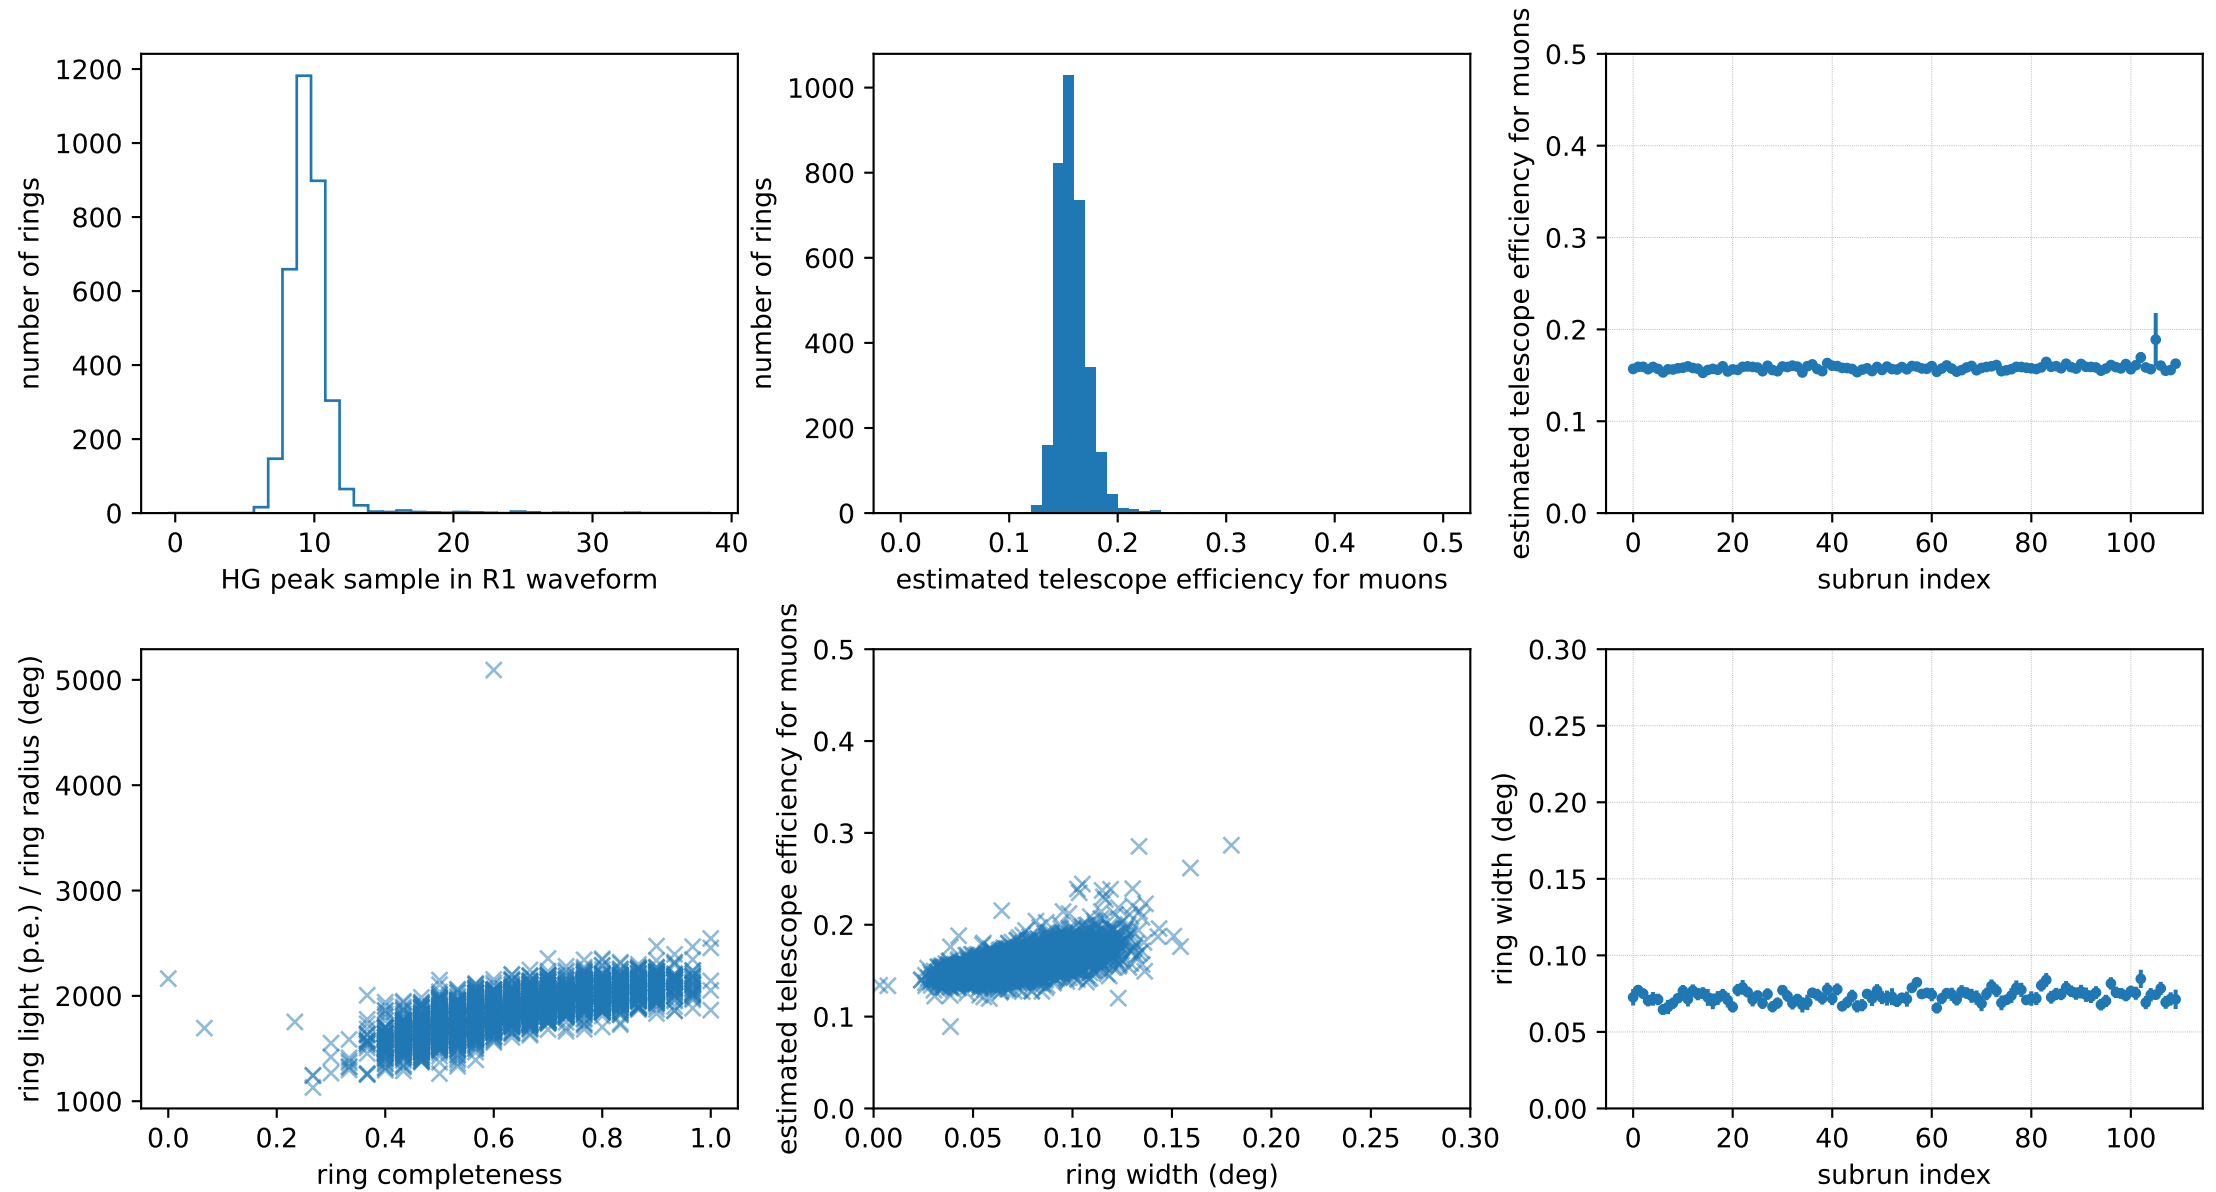 number of rings
1200
1000
800
600
400
200
0
0 10 20 30 40
HG peak sample in R1 waveform
number of rings
1000
800
600
400
200
0
0.0 0.1 0.2 0.3 0.4 0.5
estimated telescope efficiency for muons
estimated telescope efficiency for muons
0.5
0.4
0.3
0.2
0.1
0.0
0 20 40 60 80 100
subrun index
ring light (p.e.) / ring radius (deg)
5000
4000
3000
2000
1000
0.0 0.2 0.4 0.6 0.8 1.0
ring completeness
estimated telescope efficiency for muons
0.5
0.4
0.3
0.2
0.1
0.0
0.00 0.05 0.10 0.15 0.20 0.25 0.30
ring width (deg)
ring width (deg)
0.30
0.25
0.20
0.15
0.10
0.05
0.00
0 20 40 60 80 100
subrun index